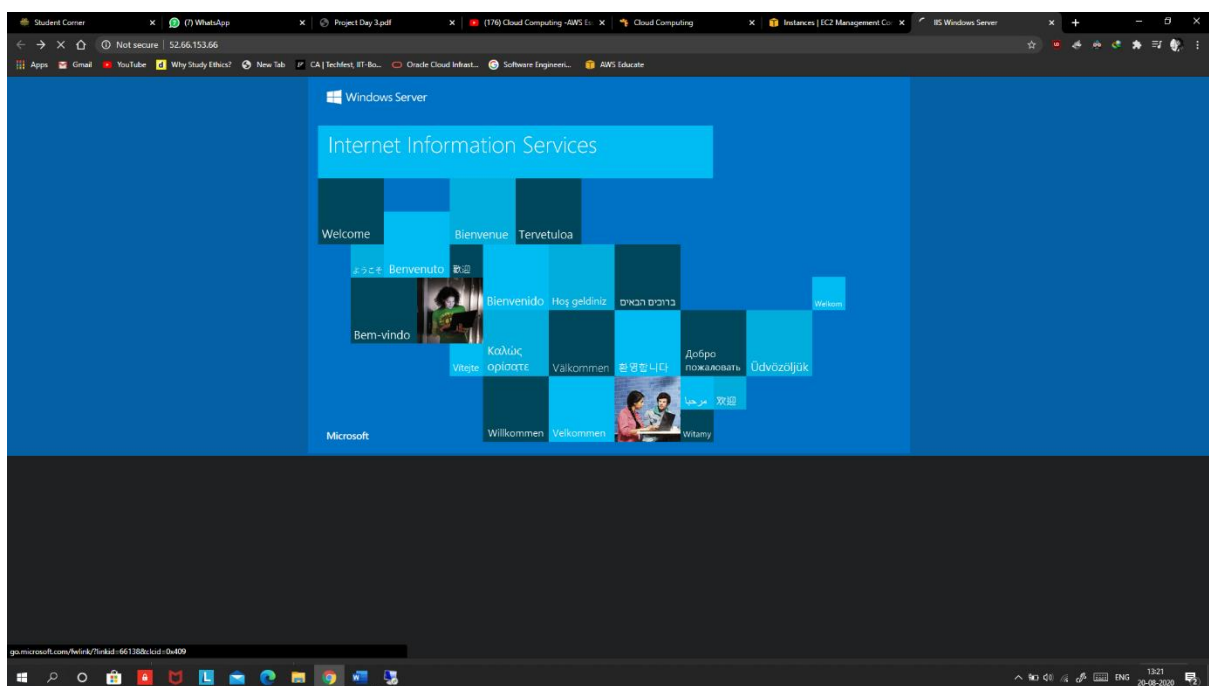 Student Corner
(7) WhatsApp
Project Day 3.pdf
(176) Cloud Computing -AWS E
Cloud Computing
Instances | EC2 Management Co
IIS Windows Server
Not secure | 52.66.153.66
Apps
Gmail
YouTube
Why Study Ethics?
New Tab
CA | Techfest, IIT-Bo...
Oracle Cloud Infrast...
Software Engineeri...
AWS Educate
Windows Server
Internet Information Services
Welcome
Bienvenue
Tervetuloa
ようこそ
Benvenuto
歡迎
Bienvenido
Hoş geldiniz
ברוכים הבאים
Welkom
Bem-vindo
Vítejte
Καλώς
ορίσατε
Välkommen
환영합니다
Добро
пожаловать
Üdvözöljük
مرحبا
欢迎
Microsoft
Willkommen
Velkommen
Witamy
go.microsoft.com/fwlink/?linkid=66138&clcid=0x409
ENG
13:21
20-08-2020